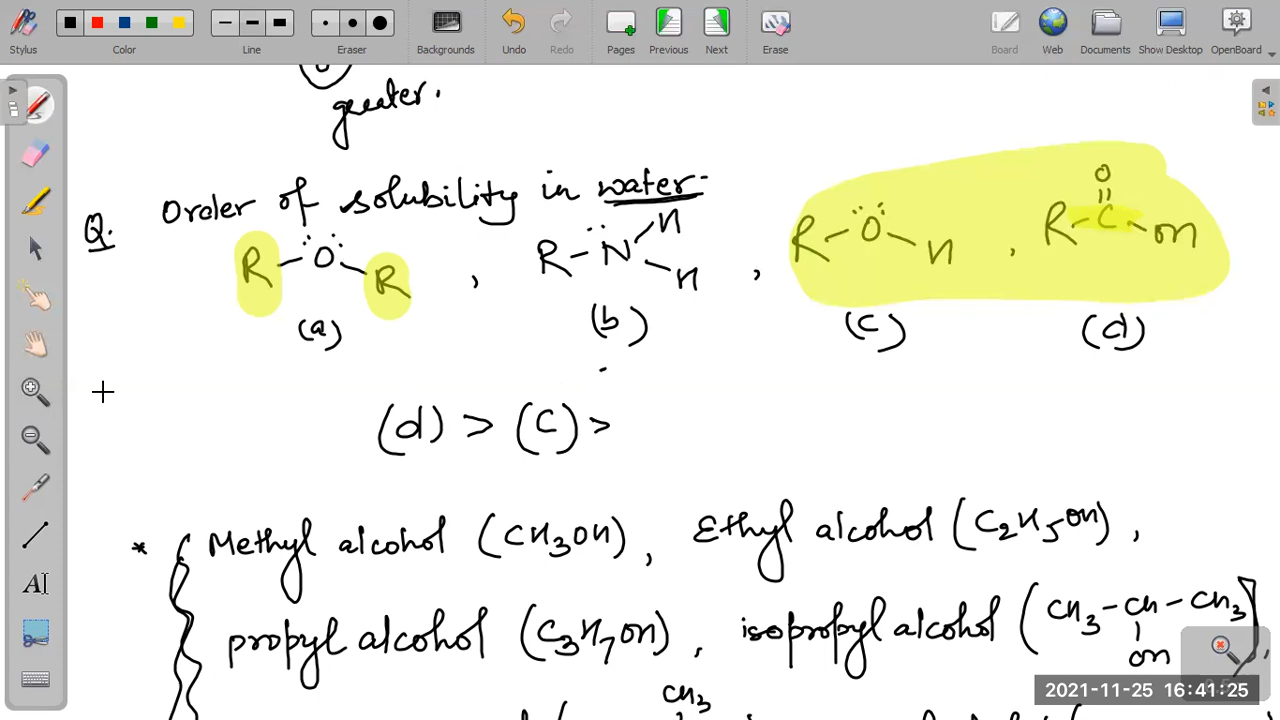 Stylus Color Line Eraser Backgrounds Undo Redo Pages Previous Next Erase Board Web Documents Show Desktop OpenBoard
greater.
Q. Order of solubility in water
R-O-R , R-N-H H , R-O-H , R-C-OH O
(a) (b) (c) (d)
(d) > (c) >
* Methyl alcohol (CH3OH), Ethyl alcohol (C2H5OH),
propyl alcohol (C3H7OH), isopropyl alcohol (CH3-CH-CH3
OH
CH3
2021-11-25 16:41:25